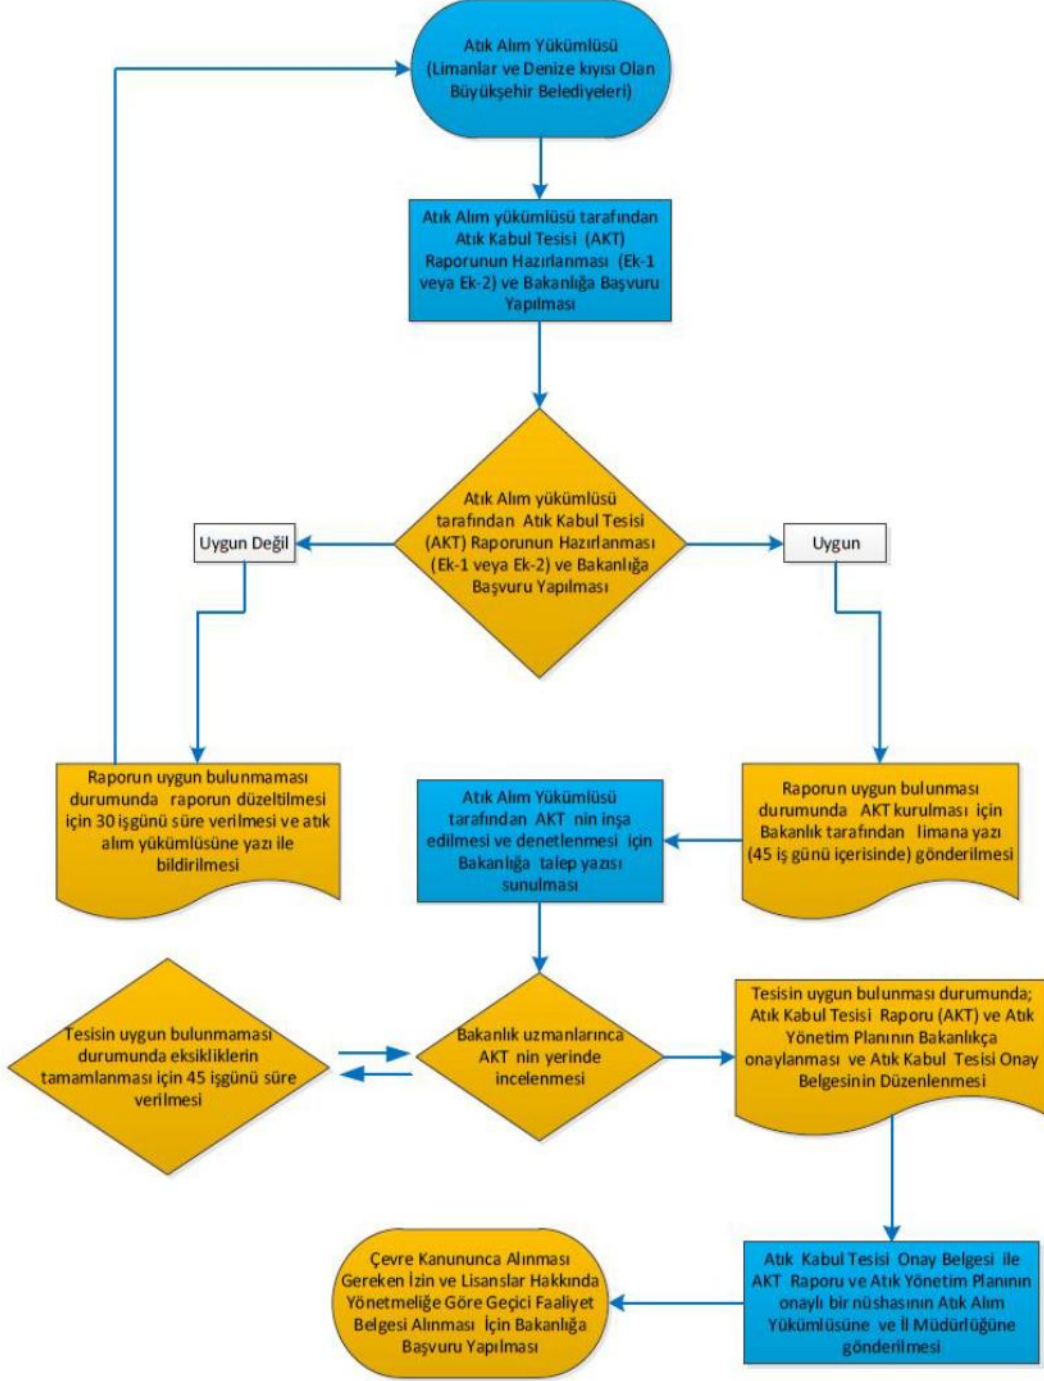 Atık Alım Yükümlüsü
(Limanlar ve Denize kıyısı Olan
Büyükşehir Belediyeleri)
Atık Alım yükümlüsü tarafından
Atık Kabul Tesisi (AKT)
Raporunun Hazırlanması (Ek-1
veya Ek-2) ve Bakanlığa Başvuru
Yapılması
Atık Alım yükümlüsü
tarafından Atık Kabul Tesisi
(AKT) Raporunun Hazırlanması
(Ek-1 veya Ek-2) ve Bakanlığa
Başvuru Yapılması
Uygun Değil
Uygun
Raporun uygun bulunmaması
durumunda raporun düzeltilmesi
için 30 işgünü süre verilmesi ve atık
alım yükümlüsüne yazı ile
bildirilmesi
Atık Alım Yükümlüsü
tarafından AKT nin inşa
edilmesi ve denetlenmesi için
Bakanlığa talep yazısı
sunulması
Raporun uygun bulunması
durumunda AKT kurulması için
Bakanlık tarafından limana yazı
(45 iş günü içerisinde) gönderilmesi
Tesisin uygun bulunmaması
durumunda eksikliklerin
tamamlanması için 45 işgünü süre
verilmesi
Bakanlık uzmanlarınca
AKT nin yerinde
incelenmesi
Tesisin uygun bulunması durumunda;
Atık Kabul Tesisi Raporu (AKT) ve Atık
Yönetim Planının Bakanlıkça
onaylanması ve Atık Kabul Tesisi Onay
Belgesinin Düzenlenmesi
Çevre Kanununca Alınması
Gereken İzin ve Lisanslar Hakkında
Yönetmeliğe Göre Geçici Faaliyet
Belgesi Alınması İçin Bakanlığa
Başvuru Yapılması
Atık Kabul Tesisi Onay Belgesi ile
AKT Raporu ve Atık Yönetim Planının
onaylı bir nüshasının Atık Alım
Yükümlüsüne ve İl Müdürlüğüne
gönderilmesi